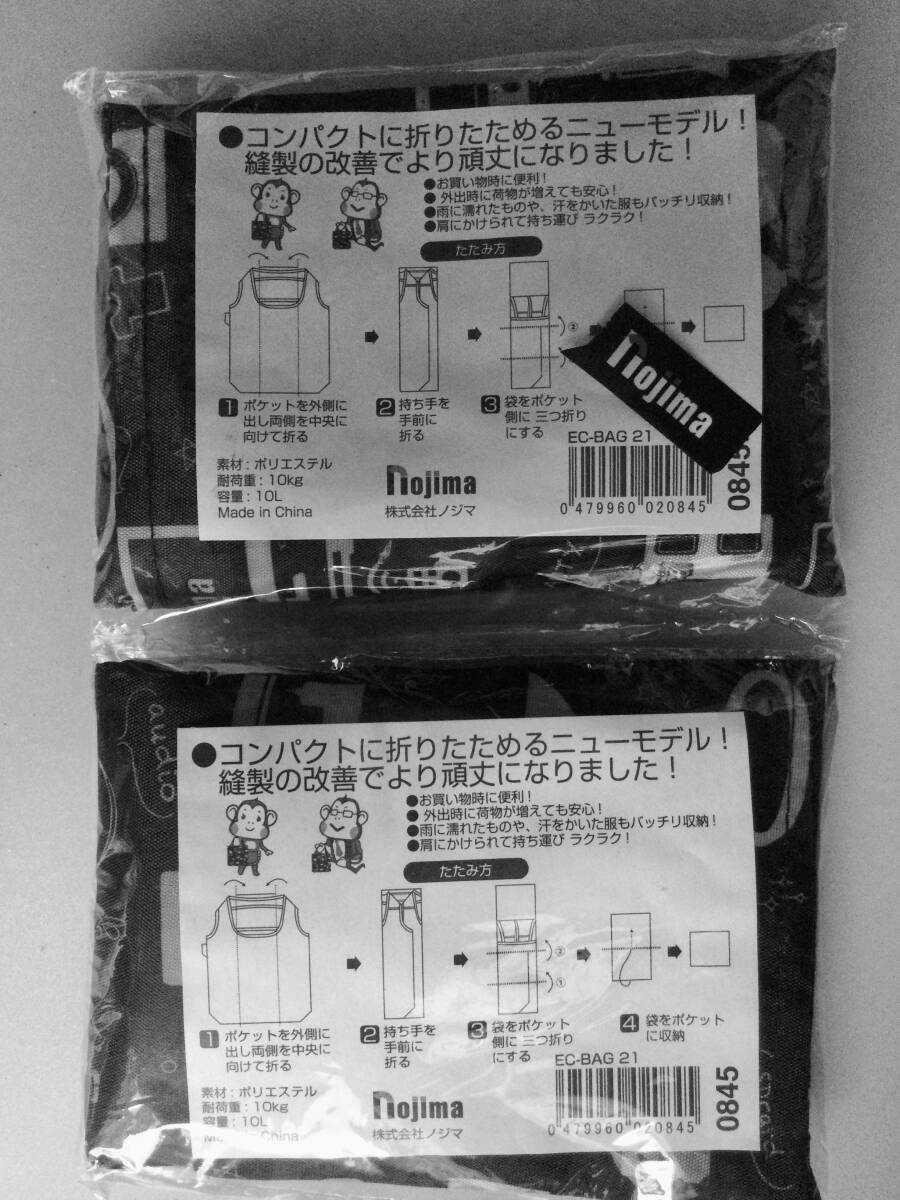 ●コンパクトに折りたためるニューモデル！
縫製の改善でより頑丈になりました！
●お買い物時に便利！
●外出時に荷物が増えても安心！
●雨に濡れたものや、汗をかいた服もバッチリ収納！
●肩にかけられて持ち運び ラクラク！
たたみ方
②
1 ポケットを外側に
出し両側を中央に
向けて折る
2 持ち手を
手前に
折る
3 袋をポケット
側に 三つ折り
にする
nojima
素材：ポリエステル
耐荷重：10kg
容量：10L
Made in China
nojima
株式会社ノジマ
EC-BAG 21
0 479960 020845
0845
●コンパクトに折りたためるニューモデル！
縫製の改善でより頑丈になりました！
●お買い物時に便利！
●外出時に荷物が増えても安心！
●雨に濡れたものや、汗をかいた服もバッチリ収納！
●肩にかけられて持ち運び ラクラク！
audio
たたみ方
②
①
1 ポケットを外側に
出し両側を中央に
向けて折る
2 持ち手を
手前に
折る
3 袋をポケット
側に 三つ折り
にする
4 袋をポケット
に収納
素材：ポリエステル
耐荷重：10kg
容量：10L
Made in China
nojima
株式会社ノジマ
EC-BAG 21
0 479960 020845
0845